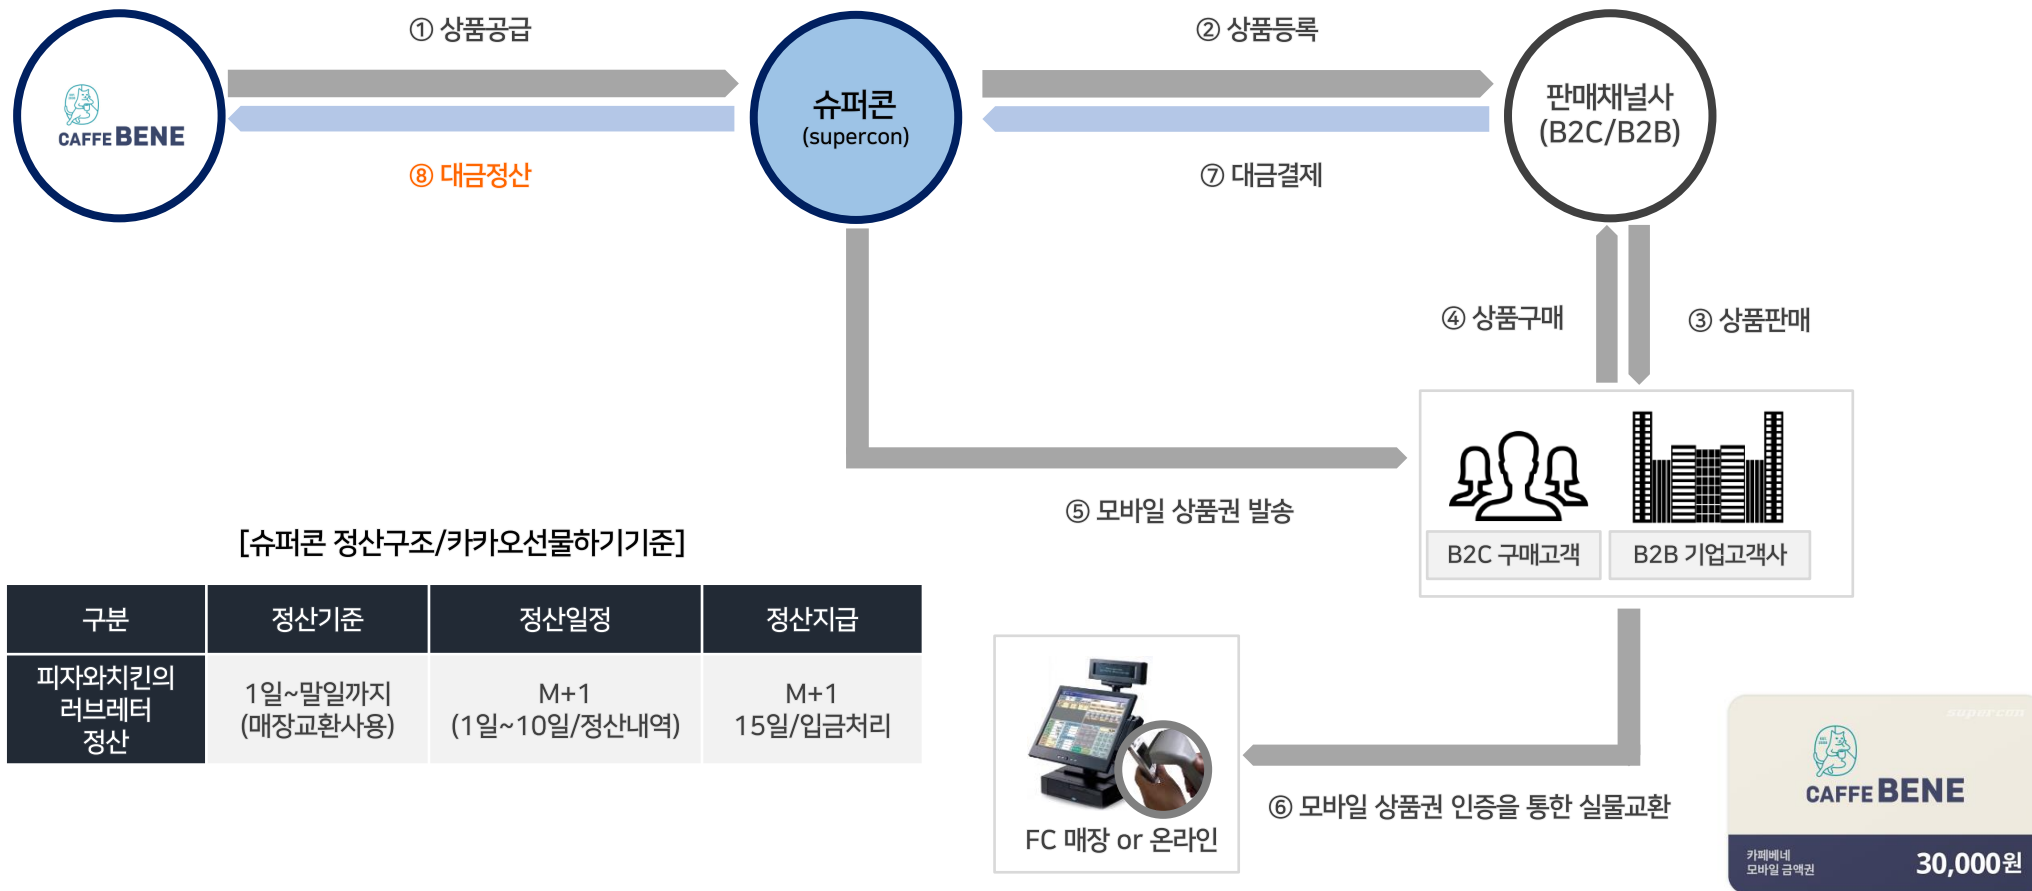 ① 상품공급
② 상품등록
CAFFE BENE
슈퍼콘
(supercon)
판매채널사
(B2C/B2B)
⑧ 대금정산
⑦ 대금결제
④ 상품구매
③ 상품판매
⑤ 모바일 상품권 발송
B2C 구매고객
B2B 기업고객사
[슈퍼콘 정산구조/카카오선물하기기준]
구분
정산기준
정산일정
정산지급
피자와치킨의
러브레터
정산
1일~말일까지
(매장교환사용)
M+1
(1일~10일/정산내역)
M+1
15일/입금처리
FC 매장 or 온라인
⑥ 모바일 상품권 인증을 통한 실물교환
supercon
CAFFE BENE
카페베네
모바일 금액권
30,000원